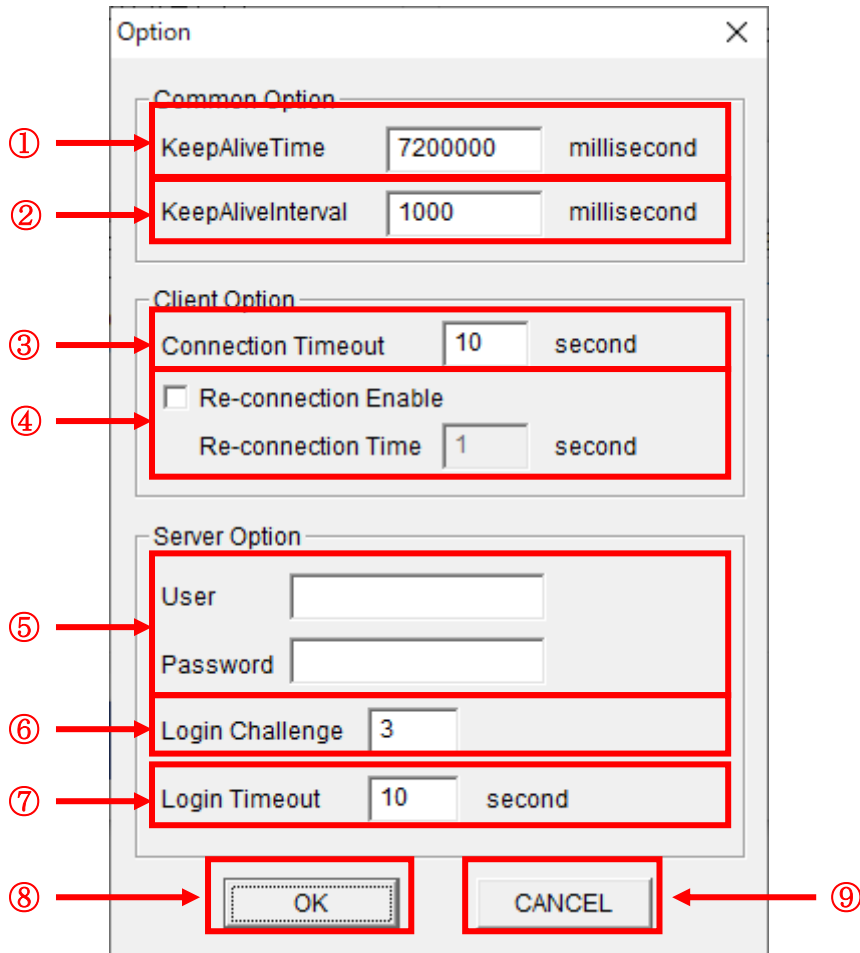 Option
Common Option
① KeepAliveTime 7200000 millisecond
② KeepAliveInterval 1000 millisecond
Client Option
③ Connection Timeout 10 second
④ Re-connection Enable
Re-connection Time 1 second
Server Option
User
⑤
Password
⑥ Login Challenge 3
⑦ Login Timeout 10 second
⑧ OK CANCEL ⑨